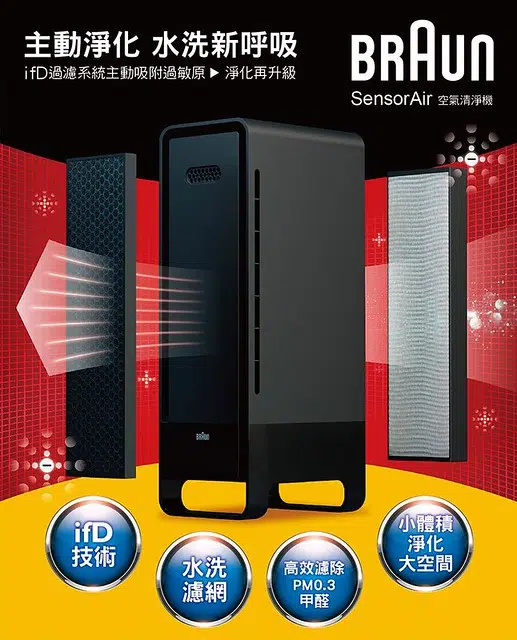 主動淨化 水洗新呼吸
ifD過濾系統主動吸附過敏原 ▶ 淨化再升級
BRAUN
SensorAir 空氣清淨機
BRAUN
ifD
技術
水洗
濾網
高效濾除
PM0.3
甲醛
小體積
淨化
大空間